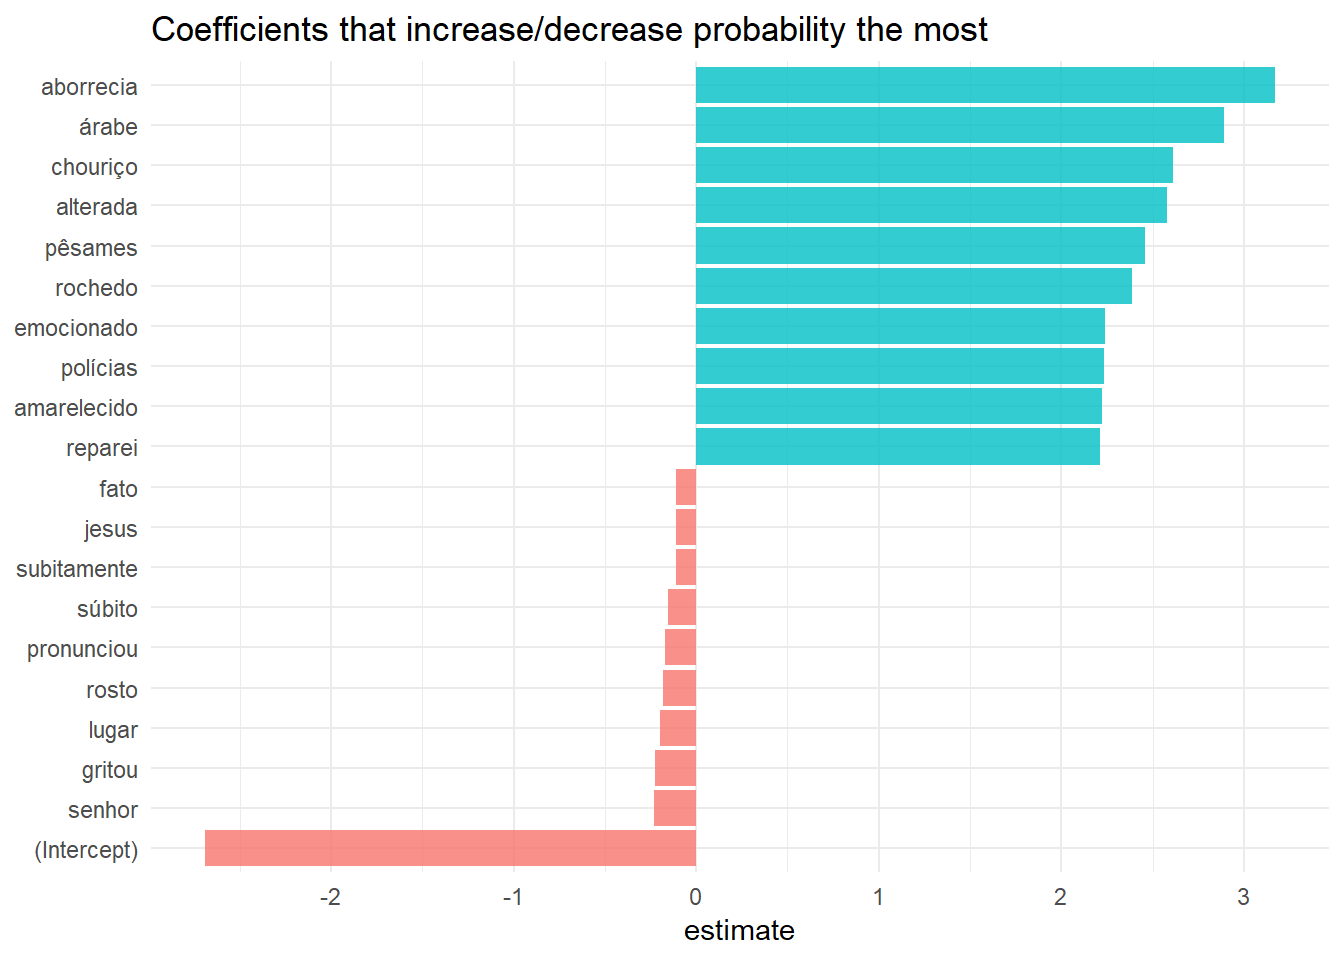 Coefficients that increase/decrease probability the most
aborrecia
árabe
chouriço
alterada
pêsames
rochedo
emocionado
polícias
amarelecido
reparei
fato
jesus
subitamente
súbito
pronunciou
rosto
lugar
gritou
senhor
(Intercept)
-2 -1 0 1 2 3
estimate